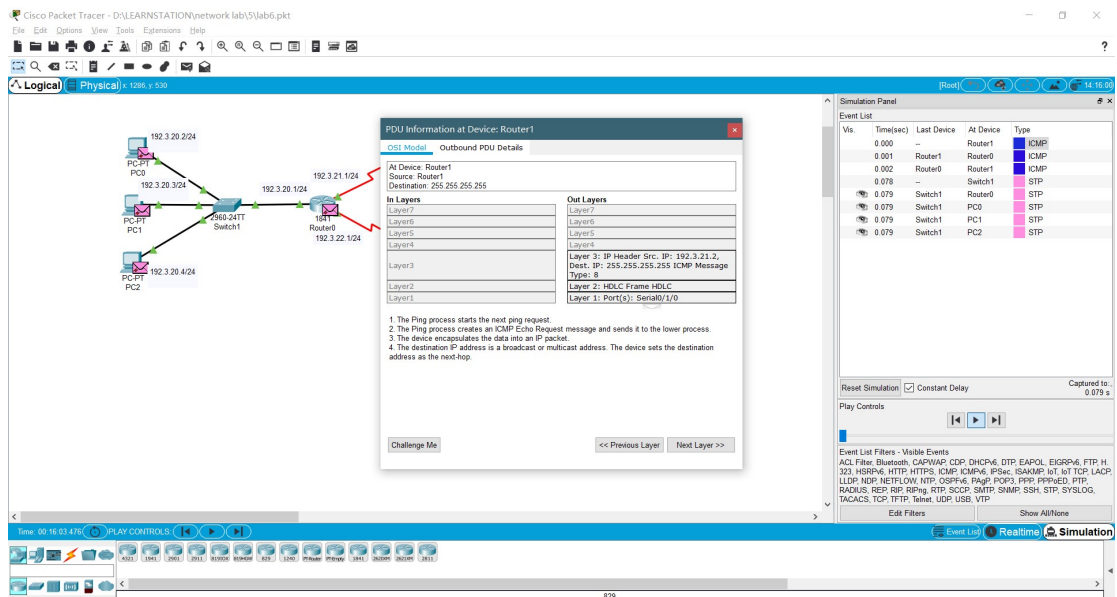 Cisco Packet Tracer - D:\LEARNSTATION\network lab\5\lab6.pkt
File Edit Options View Tools Extensions Help
?
Logical Physical x: 1286, y: 530
[Root]
14:16:00
192.3.20.2/24
PC-PT
PC0
192.3.20.3/24
PC-PT
PC1
192.3.20.4/24
PC-PT
PC2
2960-24TT
Switch1
192.3.20.1/24
192.3.21.1/24
1841
Router0
192.3.22.1/24
PDU Information at Device: Router1
OSI Model Outbound PDU Details
At Device: Router1
Source: Router1
Destination: 255.255.255.255
In Layers
Layer7
Layer6
Layer5
Layer4
Layer3
Layer2
Layer1
Out Layers
Layer7
Layer6
Layer5
Layer4
Layer 3: IP Header Src. IP: 192.3.21.2,
Dest. IP: 255.255.255.255 ICMP Message
Type: 8
Layer 2: HDLC Frame HDLC
Layer 1: Port(s): Serial0/1/0
1. The Ping process starts the next ping request.
2. The Ping process creates an ICMP Echo Request message and sends it to the lower process.
3. The device encapsulates the data into an IP packet.
4. The destination IP address is a broadcast or multicast address. The device sets the destination
address as the next-hop.
Challenge Me << Previous Layer Next Layer >>
Simulation Panel
Event List
Vis. Time(sec) Last Device At Device Type
0.000 -- Router1 ICMP
0.001 Router1 Router0 ICMP
0.002 Router0 Router1 ICMP
0.078 -- Switch1 STP
0.079 Switch1 Router0 STP
0.079 Switch1 PC0 STP
0.079 Switch1 PC1 STP
0.079 Switch1 PC2 STP
Reset Simulation Constant Delay Captured to:
0.079 s
Play Controls
Event List Filters - Visible Events
ACL Filter, Bluetooth, CAPWAP, CDP, DHCPv6, DTP, EAPOL, EIGRPv6, FTP, H.
323, HSRPv6, HTTP, HTTPS, ICMP, ICMPv6, IPSec, ISAKMP, IoT, IoT TCP, LACP,
LLDP, NDP, NETFLOW, NTP, OSPFv6, PAgP, POP3, PPP, PPPoED, PTP,
RADIUS, REP, RIP, RIPng, RTP, SCCP, SMTP, SNMP, SSH, STP, SYSLOG,
TACACS, TCP, TFTP, Telnet, UDP, USB, VTP
Edit Filters Show All/None
Time: 00:16:03.476 PLAY CONTROLS: Event List Realtime Simulation
4321 1941 2901 2911 819IOX 819HGW 829 1240 PT-Router PT-Empty 1841 2620XM 2621XM 2811
829